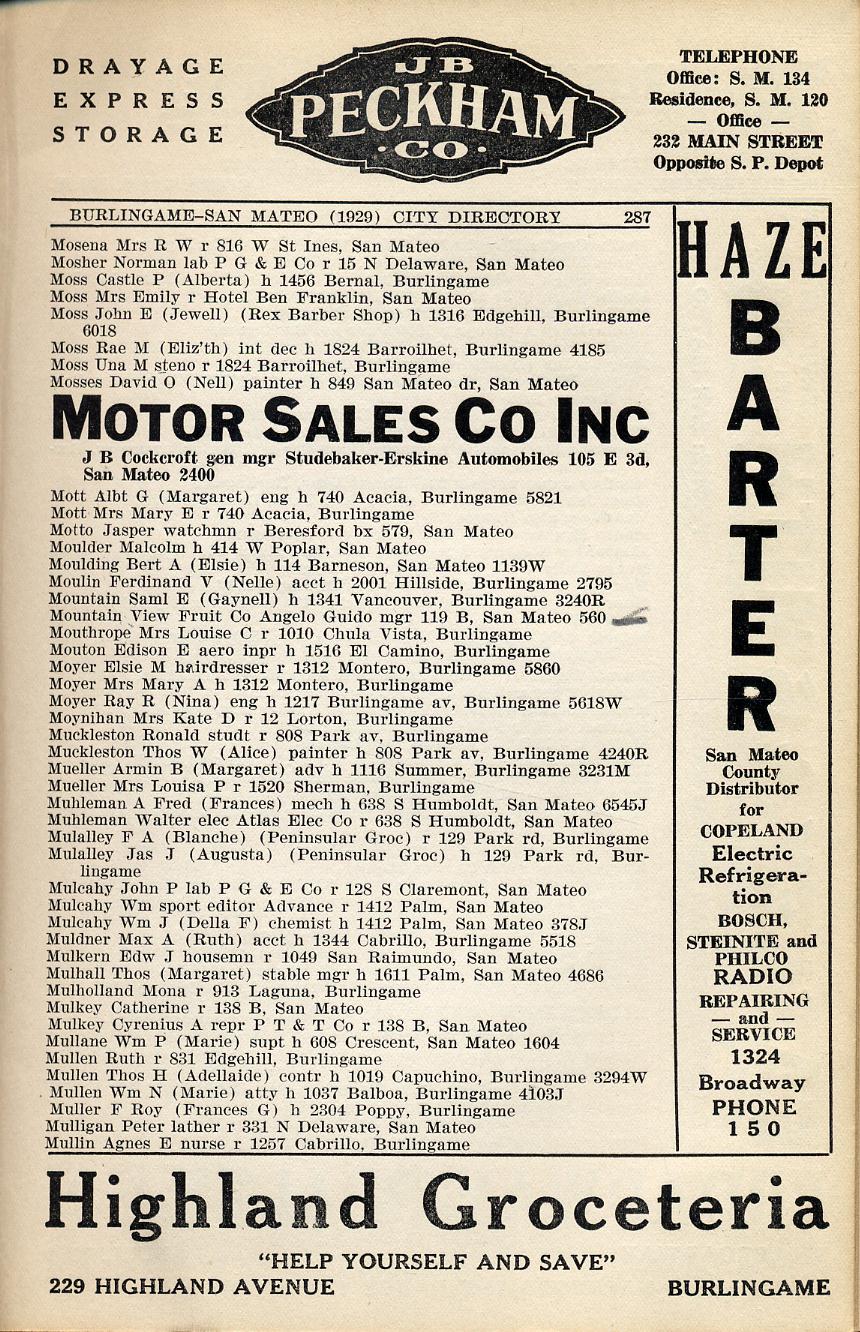 DRAYAGE
EXPRESS
STORAGE
J B
PECKHAM
·CO·
TELEPHONE
Office: S. M. 134
Residence, S. M. 120
— Office —
232 MAIN STREET
Opposite S. P. Depot
BURLINGAME-SAN MATEO (1929) CITY DIRECTORY 287
Mosena Mrs R W r 816 W St Ines, San Mateo
Mosher Norman lab P G & E Co r 15 N Delaware, San Mateo
Moss Castle P (Alberta) h 1456 Bernal, Burlingame
Moss Mrs Emily r Hotel Ben Franklin, San Mateo
Moss John E (Jewell) (Rex Barber Shop) h 1316 Edgehill, Burlingame
6018
Moss Rae M (Eliz'th) int dec h 1824 Barroilhet, Burlingame 4185
Moss Una M steno r 1824 Barroilhet, Burlingame
Mosses David O (Nell) painter h 849 San Mateo dr, San Mateo
MOTOR SALES CO INC
J B Cockcroft gen mgr Studebaker-Erskine Automobiles 105 E 3d,
San Mateo 2400
Mott Albt G (Margaret) eng h 740 Acacia, Burlingame 5821
Mott Mrs Mary E r 740 Acacia, Burlingame
Motto Jasper watchmn r Beresford bx 579, San Mateo
Moulder Malcolm h 414 W Poplar, San Mateo
Moulding Bert A (Elsie) h 114 Barneson, San Mateo 1139W
Moulin Ferdinand V (Nelle) acct h 2001 Hillside, Burlingame 2795
Mountain Saml E (Gaynell) h 1341 Vancouver, Burlingame 3240R
Mountain View Fruit Co Angelo Guido mgr 119 B, San Mateo 560
Mouthrope Mrs Louise C r 1010 Chula Vista, Burlingame
Mouton Edison E aero inpr h 1516 El Camino, Burlingame
Moyer Elsie M hairdresser r 1312 Montero, Burlingame 5860
Moyer Mrs Mary A h 1312 Montero, Burlingame
Moyer Ray R (Nina) eng h 1217 Burlingame av, Burlingame 5618W
Moynihan Mrs Kate D r 12 Lorton, Burlingame
Muckleston Ronald studt r 808 Park av, Burlingame
Muckleston Thos W (Alice) painter h 808 Park av, Burlingame 4240R
Mueller Armin B (Margaret) adv h 1116 Summer, Burlingame 3231M
Mueller Mrs Louisa P r 1520 Sherman, Burlingame
Muhleman A Fred (Frances) mech h 638 S Humboldt, San Mateo 6545J
Muhleman Walter elec Atlas Elec Co r 638 S Humboldt, San Mateo
Mulalley F A (Blanche) (Peninsular Groc) r 129 Park rd, Burlingame
Mulalley Jas J (Augusta) (Peninsular Groc) h 129 Park rd, Bur-
lingame
Mulcahy John P lab P G & E Co r 128 S Claremont, San Mateo
Mulcahy Wm sport editor Advance r 1412 Palm, San Mateo
Mulcahy Wm J (Della F) chemist h 1412 Palm, San Mateo 378J
Muldner Max A (Ruth) acct h 1344 Cabrillo, Burlingame 5518
Mulkern Edw J housemn r 1049 San Raimundo, San Mateo
Mulhall Thos (Margaret) stable mgr h 1611 Palm, San Mateo 4686
Mulholland Mona r 913 Laguna, Burlingame
Mulkey Catherine r 138 B, San Mateo
Mulkey Cyrenius A repr P T & T Co r 138 B, San Mateo
Mullane Wm P (Marie) supt h 608 Crescent, San Mateo 1604
Mullen Ruth r 831 Edgehill, Burlingame
Mullen Thos H (Adellaide) contr h 1019 Capuchino, Burlingame 3294W
Mullen Wm N (Marie) atty h 1037 Balboa, Burlingame 4103J
Muller F Roy (Frances G) h 2304 Poppy, Burlingame
Mulligan Peter lather r 331 N Delaware, San Mateo
Mullin Agnes E nurse r 1257 Cabrillo, Burlingame
HAZE
B
A
R
T
E
R
San Mateo
County
Distributor
for
COPELAND
Electric
Refrigera-
tion
BOSCH,
STEINITE and
PHILCO
RADIO
REPAIRING
— and —
SERVICE
1324
Broadway
PHONE
150
Highland Groceteria
"HELP YOURSELF AND SAVE"
229 HIGHLAND AVENUE BURLINGAME